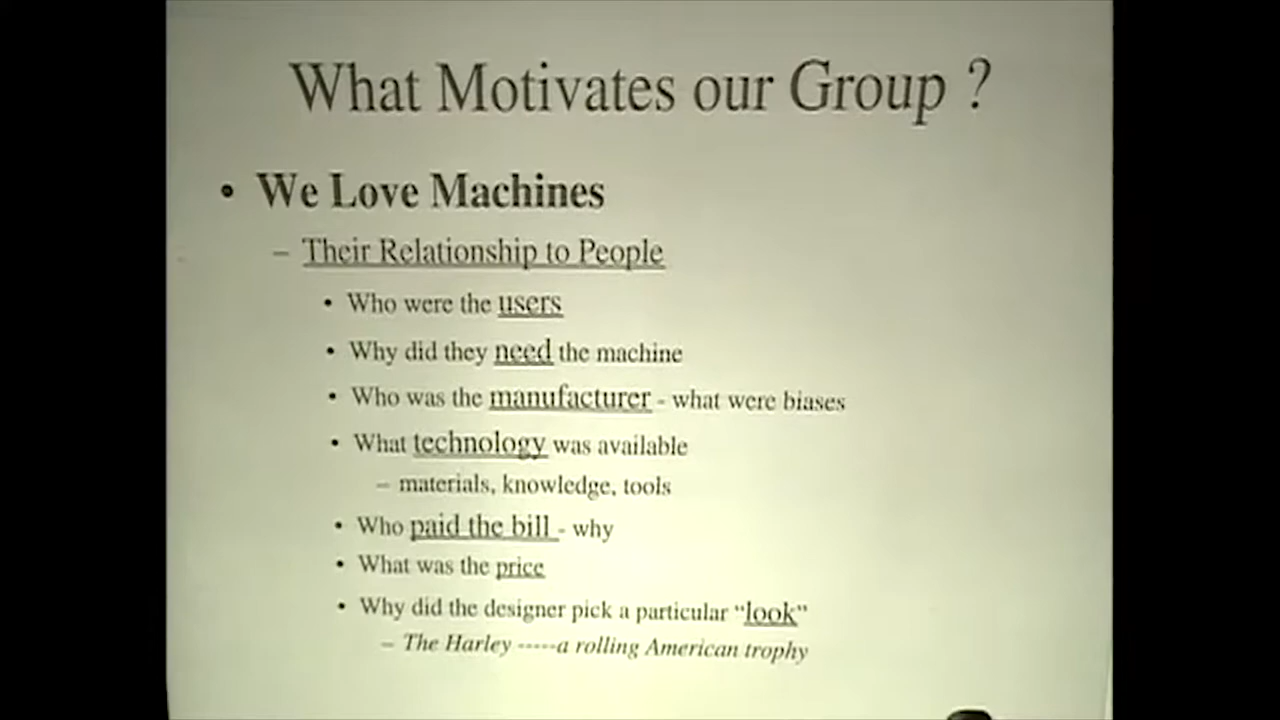 What Motivates our Group ?
• We Love Machines
– Their Relationship to People
• Who were the users
• Why did they need the machine
• Who was the manufacturer - what were biases
• What technology was available
– materials, knowledge, tools
• Who paid the bill - why
• What was the price
• Why did the designer pick a particular “look“
– The Harley -----a rolling American trophy